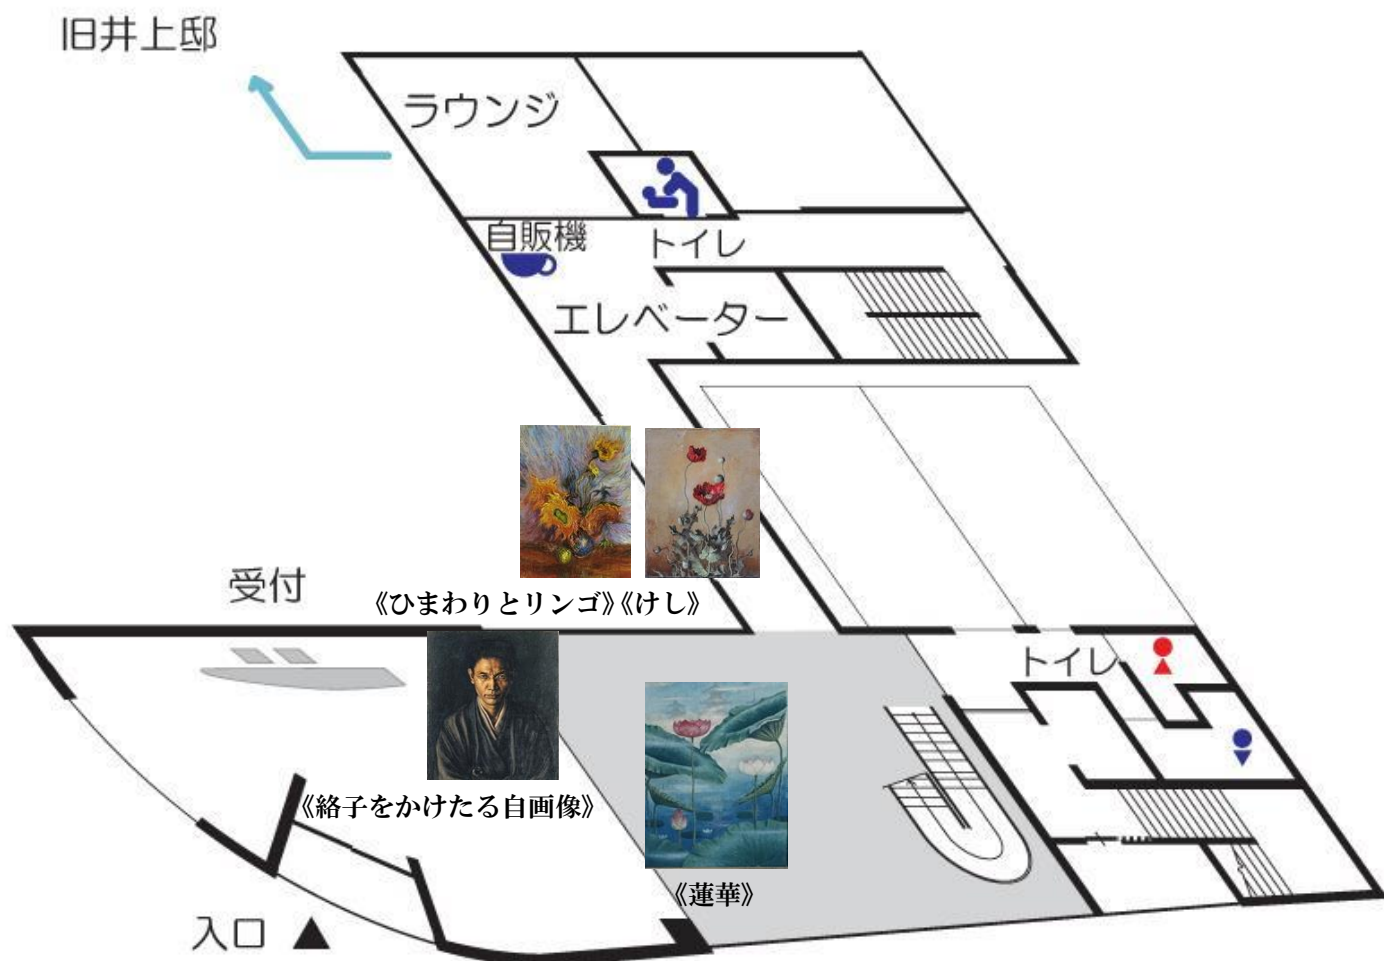 旧井上邸
ラウンジ
自販機
トイレ
エレベーター
受付
《ひまわりとリンゴ》《けし》
トイレ
《絡子をかけたる自画像》
《蓮華》
入口 ▲